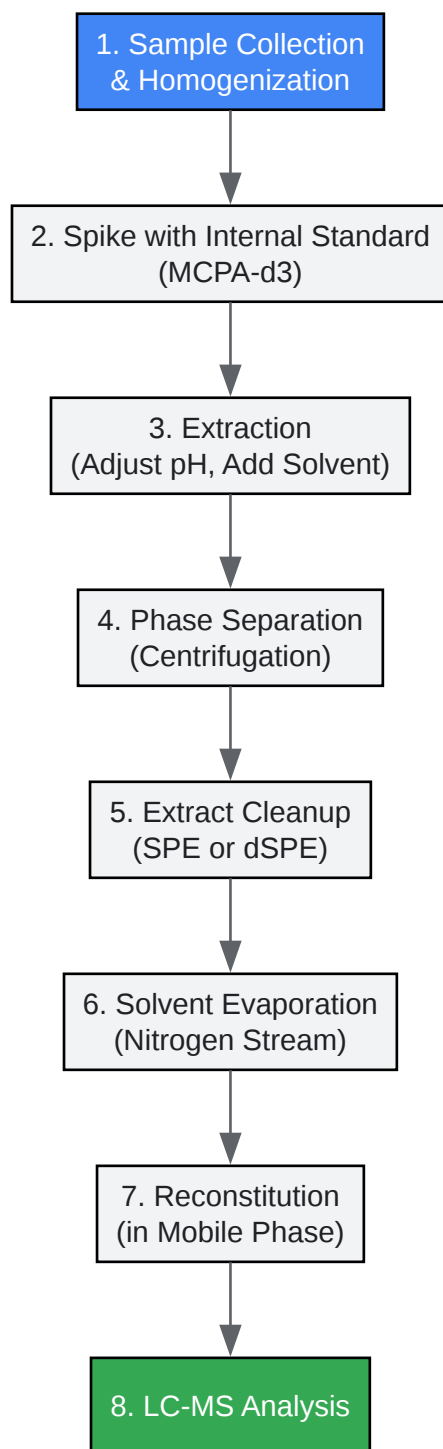 1. Sample Collection
& Homogenization
2. Spike with Internal Standard
(MCPA-d3)
3. Extraction
(Adjust pH, Add Solvent)
4. Phase Separation
(Centrifugation)
5. Extract Cleanup
(SPE or dSPE)
6. Solvent Evaporation
(Nitrogen Stream)
7. Reconstitution
(in Mobile Phase)
8. LC-MS Analysis